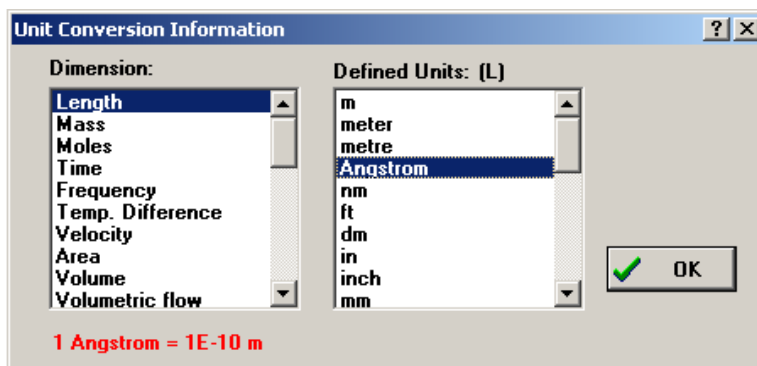 Unit Conversion Information
Dimension:
Length
Mass
Moles
Time
Frequency
Temp. Difference
Velocity
Area
Volume
Volumetric flow
Defined Units: (L)
m
meter
metre
Angstrom
nm
ft
dm
in
inch
mm
OK
1 Angstrom = 1E-10 m